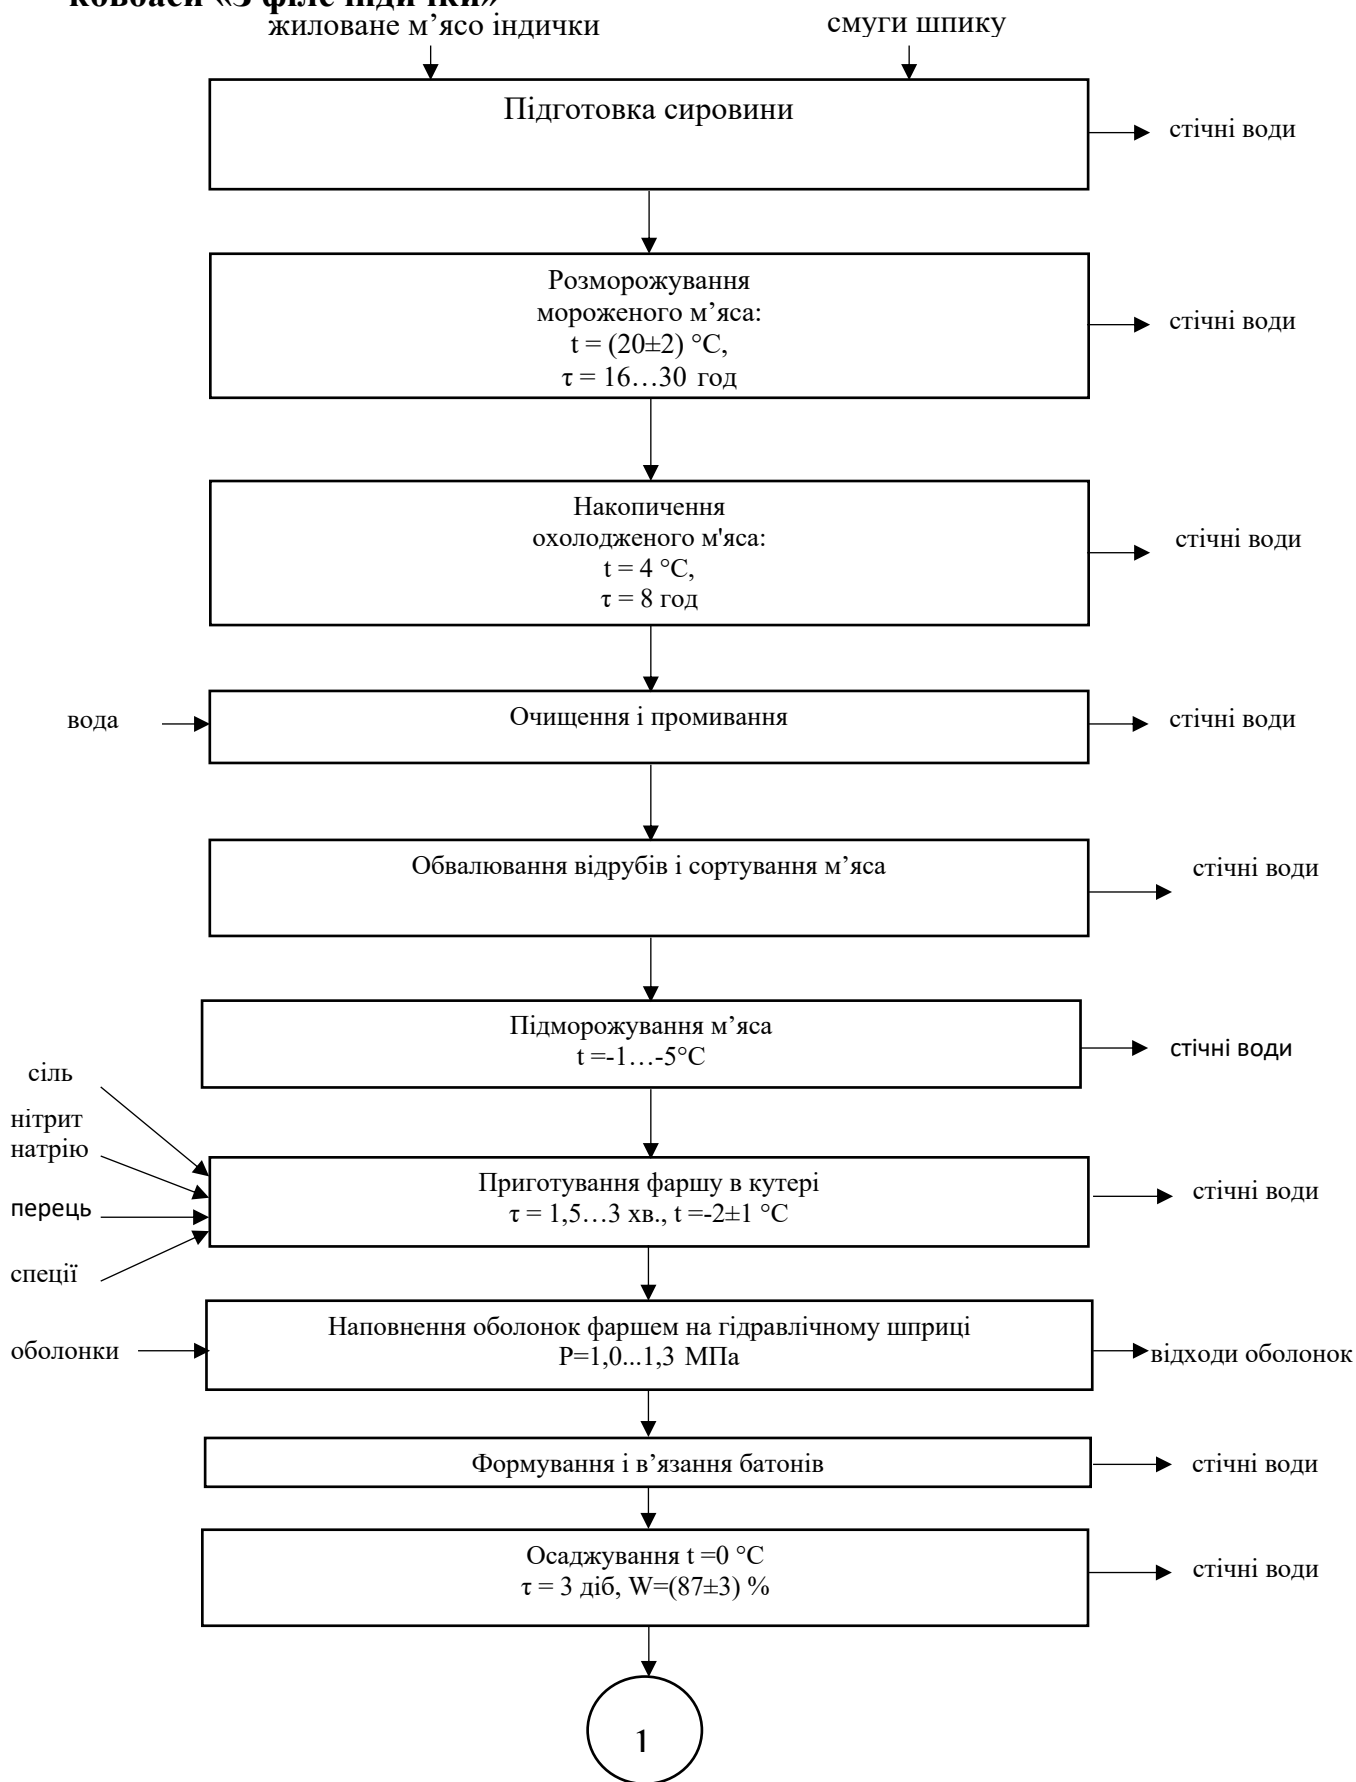 ковбаси «З філе індички»
жиловане м’ясо індички
смуги шпику
Підготовка сировини
стічні води
Розморожування
мороженого м’яса:
t = (20±2) °C,
τ = 16…30 год
стічні води
Накопичення
охолодженого м'яса:
t = 4 °C,
τ = 8 год
стічні води
вода
Очищення і промивання
стічні води
Обвалювання відрубів і сортування м’яса
стічні води
Підморожування м’яса
t =-1…-5°C
стічні води
сіль
нітрит
натрію
перець
спеції
Приготування фаршу в кутері
τ = 1,5…3 хв., t =-2±1 °C
стічні води
оболонки
Наповнення оболонок фаршем на гідравлічному шприці
P=1,0...1,3 МПа
відходи оболонок
Формування і в’язання батонів
стічні води
Осаджування t =0 °C
τ = 3 діб, W=(87±3) %
стічні води
1